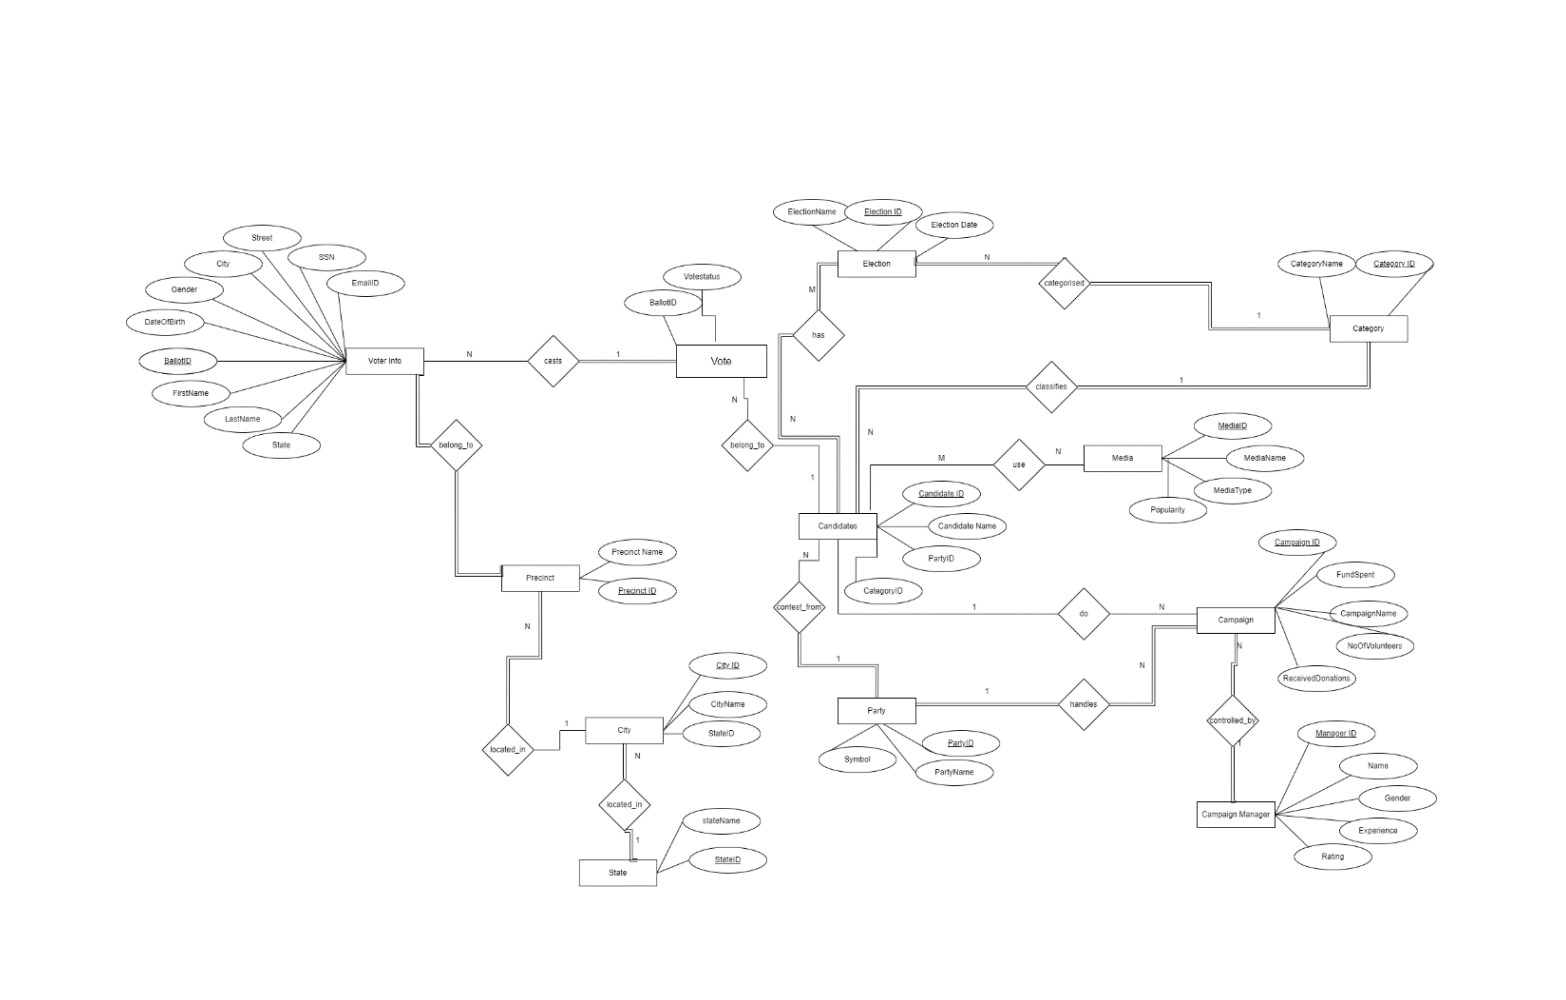 ElectionName
Election ID
Election Date
Election
N
categorised
1
CategoryName
Category ID
Category
M
has
N
Street
SSN
City
EmailID
Gender
DateOfBirth
BallotID
FirstName
LastName
State
Voter Info
N
casts
1
Votestatus
BallotID
Vote
N
belong_to
1
belong_to
classifies
1
N
M
use
N
Media
MediaID
MediaName
MediaType
Popularity
Candidates
Candidate ID
Candidate Name
PartyID
CategoryID
N
contest_from
1
1
do
N
Campaign
Campaign ID
FundSpent
CampaignName
NoOfVolunteers
ReceivedDonations
Precinct
Precinct Name
Precinct ID
N
located_in
1
City
City ID
CityName
StateID
N
located_in
1
State
stateName
StateID
Party
1
handles
N
Symbol
PartyID
PartyName
N
controlled_by
1
Campaign Manager
Manager ID
Name
Gender
Experience
Rating